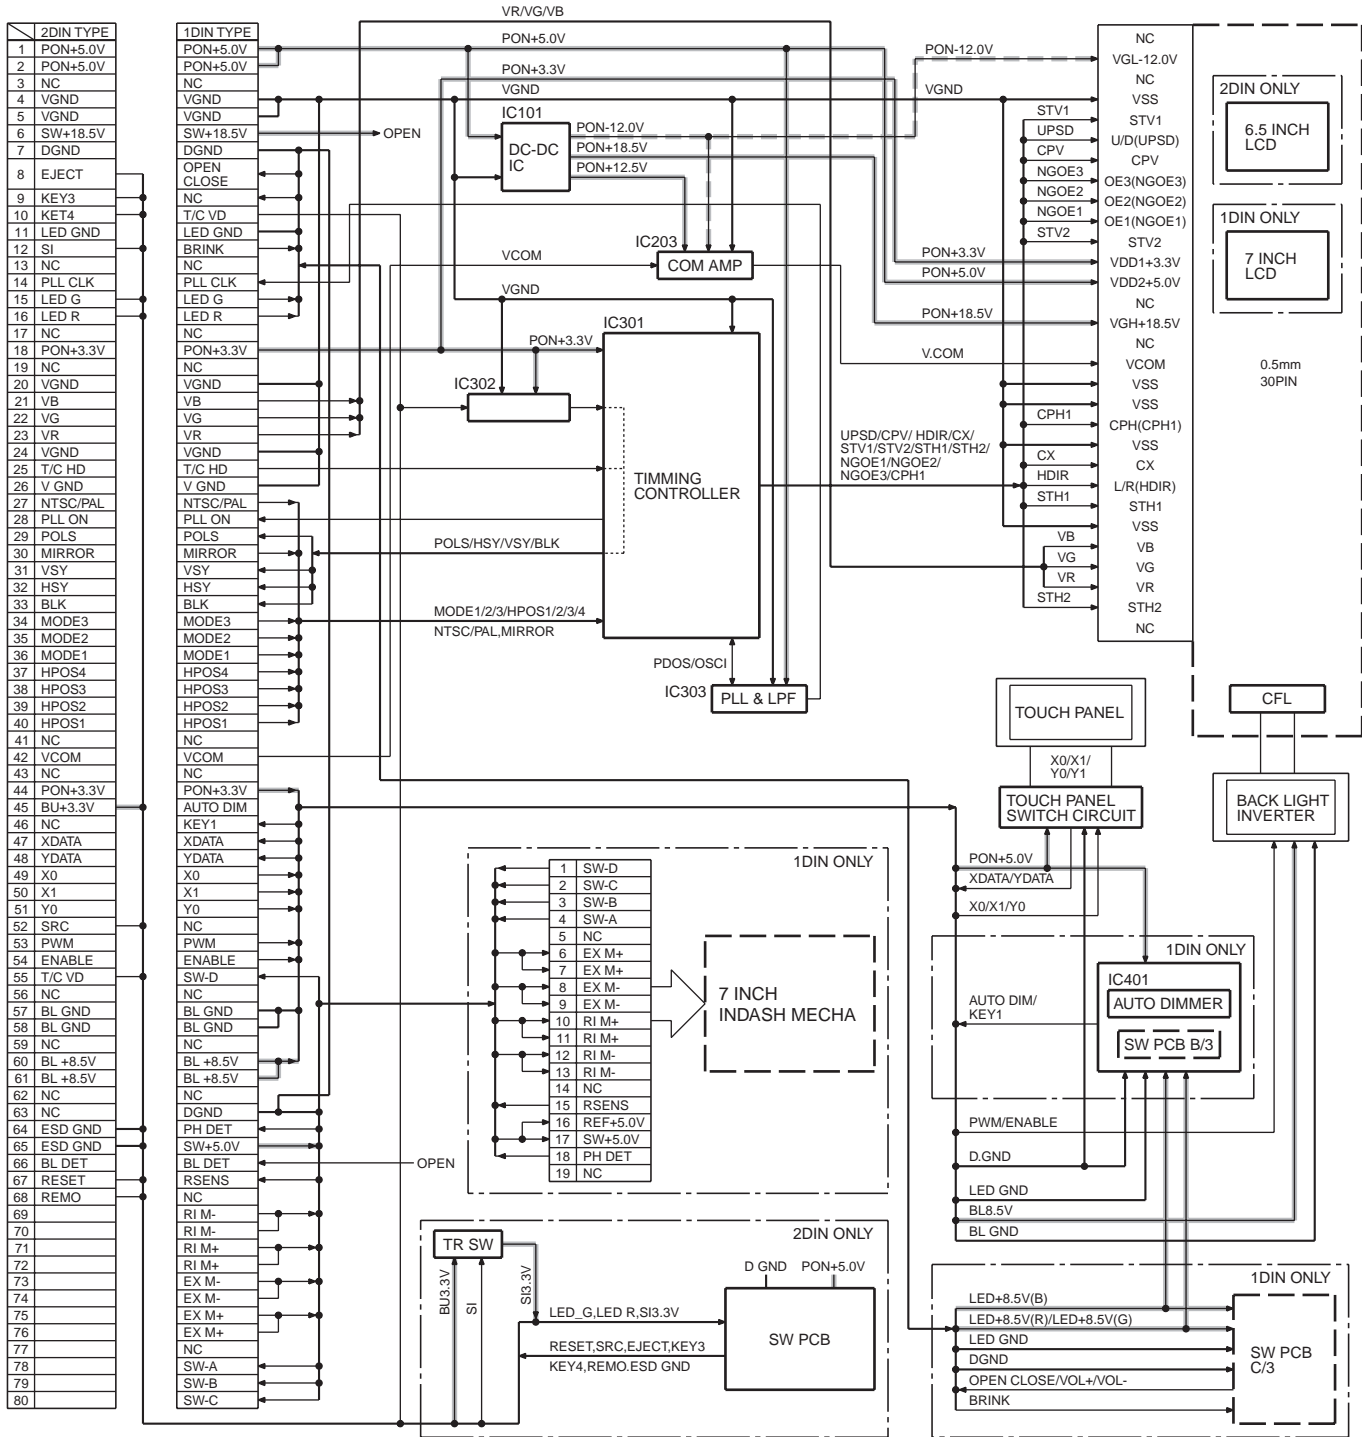 VR/VG/VB
2DIN TYPE 1DIN TYPE
1 PON+5.0V PON+5.0V
2 PON+5.0V PON+5.0V
3 NC NC
4 VGND VGND
5 VGND VGND
6 SW+18.5V SW+18.5V OPEN
7 DGND DGND
8 EJECT OPEN CLOSE
9 KEY3 NC
10 KET4 T/C VD
11 LED GND LED GND
12 SI BRINK
13 NC NC
14 PLL CLK PLL CLK
15 LED G LED G
16 LED R LED R
17 NC NC
18 PON+3.3V PON+3.3V
19 NC NC
20 VGND VGND
21 VB VB
22 VG VG
23 VR VR
24 VGND VGND
25 T/C HD T/C HD
26 V GND V GND
27 NTSC/PAL NTSC/PAL
28 PLL ON PLL ON
29 POLS POLS
30 MIRROR MIRROR
31 VSY VSY
32 HSY HSY
33 BLK BLK
34 MODE3 MODE3
35 MODE2 MODE2
36 MODE1 MODE1
37 HPOS4 HPOS4
38 HPOS3 HPOS3
39 HPOS2 HPOS2
40 HPOS1 HPOS1
41 NC NC
42 VCOM VCOM
43 NC NC
44 PON+3.3V PON+3.3V
45 BU+3.3V AUTO DIM
46 NC KEY1
47 XDATA XDATA
48 YDATA YDATA
49 X0 X0
50 X1 X1
51 Y0 Y0
52 SRC NC
53 PWM PWM
54 ENABLE ENABLE
55 T/C VD SW-D
56 NC NC
57 BL GND BL GND
58 BL GND BL GND
59 NC NC
60 BL +8.5V BL +8.5V
61 BL +8.5V BL +8.5V
62 NC NC
63 NC DGND
64 ESD GND PH DET
65 ESD GND SW+5.0V
66 BL DET BL DET OPEN
67 RESET RSENS
68 REMO NC
69 RI M-
70 RI M-
71 RI M+
72 RI M+
73 EX M-
74 EX M-
75 EX M+
76 EX M+
77 NC
78 SW-A
79 SW-B
80 SW-C
PON+5.0V
PON+3.3V
VGND
IC101
DC-DC
IC
PON-12.0V
PON+18.5V
PON+12.5V
IC203
COM AMP
VCOM
VGND
IC301
PON+3.3V
IC302
TIMMING
CONTROLLER
POLS/HSY/VSY/BLK
MODE1/2/3/HPOS1/2/3/4
NTSC/PAL,MIRROR
PDOS/OSCI
IC303
PLL & LPF
UPSD/CPV/ HDIR/CX/
STV1/STV2/STH1/STH2/
NGOE1/NGOE2/
NGOE3/CPH1
NC
PON-12.0V VGL-12.0V
NC
VGND VSS
STV1 STV1
UPSD U/D(UPSD)
CPV CPV
NGOE3 OE3(NGOE3)
NGOE2 OE2(NGOE2)
NGOE1 OE1(NGOE1)
STV2 STV2
PON+3.3V VDD1+3.3V
PON+5.0V VDD2+5.0V
NC
PON+18.5V VGH+18.5V
NC
V.COM VCOM
VSS
VSS
CPH1 CPH(CPH1)
VSS
CX CX
HDIR L/R(HDIR)
STH1 STH1
VSS
VB VB
VG VG
VR VR
STH2 STH2
NC
2DIN ONLY
6.5 INCH
LCD
1DIN ONLY
7 INCH
LCD
0.5mm
30PIN
CFL
TOUCH PANEL
X0/X1/
Y0/Y1
TOUCH PANEL
SWITCH CIRCUIT
BACK LIGHT
INVERTER
PON+5.0V
XDATA/YDATA
X0/X1/Y0
1DIN ONLY
IC401
AUTO DIMMER
SW PCB B/3
AUTO DIM/
KEY1
PWM/ENABLE
D.GND
LED GND
BL8.5V
BL GND
1DIN ONLY
1 SW-D
2 SW-C
3 SW-B
4 SW-A
5 NC
6 EX M+
7 EX M+
8 EX M-
9 EX M-
10 RI M+
11 RI M+
12 RI M-
13 RI M-
14 NC
15 RSENS
16 REF+5.0V
17 SW+5.0V
18 PH DET
19 NC
7 INCH
INDASH MECHA
2DIN ONLY
TR SW
BU3.3V
SI
SI3.3V
D GND PON+5.0V
LED_G,LED R,SI3.3V
RESET,SRC,EJECT,KEY3
KEY4,REMO.ESD GND
SW PCB
1DIN ONLY
LED+8.5V(B)
LED+8.5V(R)/LED+8.5V(G)
LED GND
DGND
OPEN CLOSE/VOL+/VOL-
BRINK
SW PCB
C/3